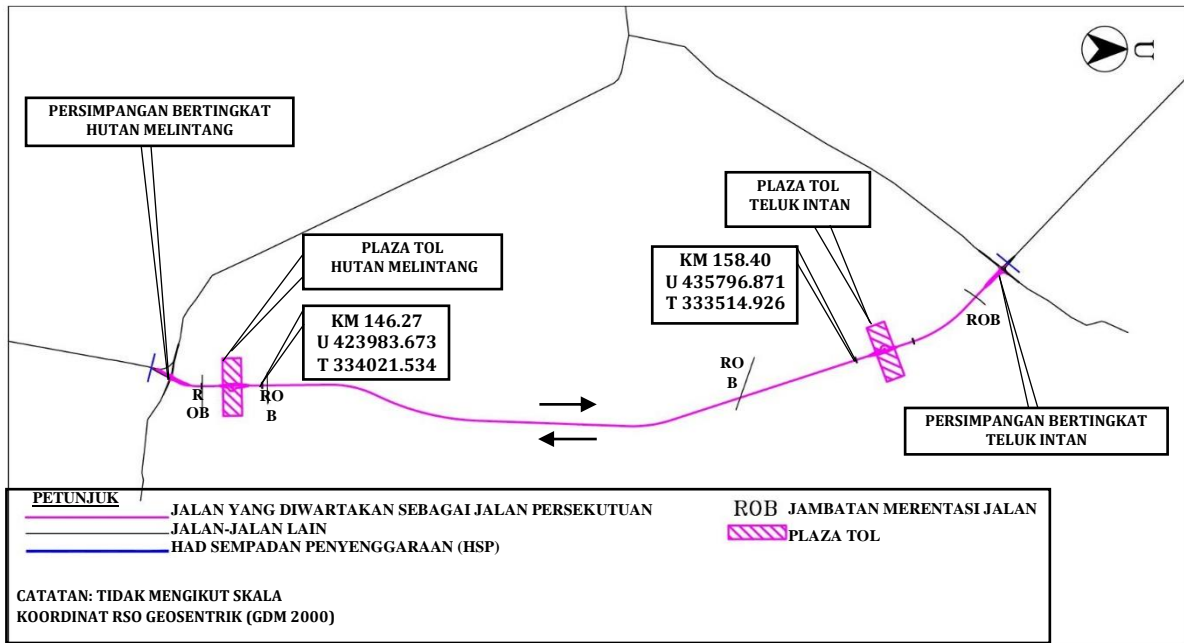 U
PERSIMPANGAN BERTINGKAT
HUTAN MELINTANG
PLAZA TOL
TELUK INTAN
PLAZA TOL
HUTAN MELINTANG
KM 158.40
U 435796.871
T 333514.926
KM 146.27
U 423983.673
T 334021.534
ROB
RO
B
R
OB
RO
B
PERSIMPANGAN BERTINGKAT
TELUK INTAN
PETUNJUK
JALAN YANG DIWARTAKAN SEBAGAI JALAN PERSEKUTUAN
JALAN-JALAN LAIN
HAD SEMPADAN PENYENGGARAAN (HSP)
ROB JAMBATAN MERENTASI JALAN
PLAZA TOL
CATATAN: TIDAK MENGIKUT SKALA
KOORDINAT RSO GEOSENTRIK (GDM 2000)